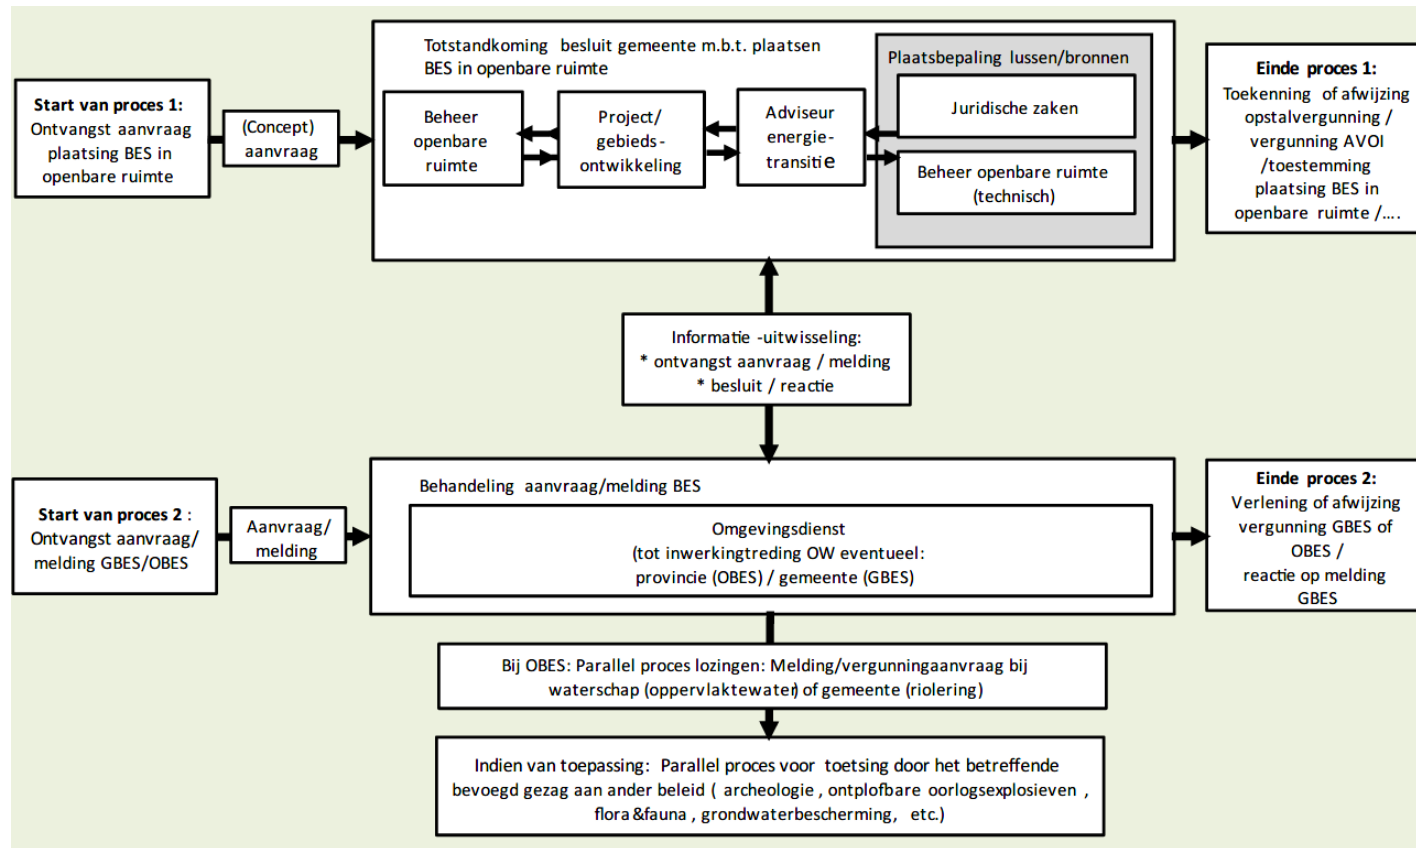 Start van proces 1:
Ontvangst aanvraag
plaatsing BES in
openbare ruimte
(Concept)
aanvraag
Totstandkoming besluit gemeente m.b.t. plaatsen
BES in openbare ruimte
Beheer
openbare
ruimte
Project/
gebieds-
ontwikkeling
Adviseur
energie-
transitie
Plaatsbepaling lussen/bronnen
Juridische zaken
Beheer openbare ruimte
(technisch)
Einde proces 1:
Toekenning of afwijzing
opstalvergunning /
vergunning AVOI
/toestemming
plaatsing BES in
openbare ruimte /....
Informatie -uitwisseling:
* ontvangst aanvraag / melding
* besluit / reactie
Start van proces 2 :
Ontvangst aanvraag/
melding GBES/OBES
Aanvraag/
melding
Behandeling aanvraag/melding BES
Omgevingsdienst
(tot inwerkingtreding OW eventueel:
provincie (OBES) / gemeente (GBES)
Einde proces 2:
Verlening of afwijzing
vergunning GBES of
OBES /
reactie op melding
GBES
Bij OBES: Parallel proces lozingen: Melding/vergunningaanvraag bij
waterschap (oppervlaktewater) of gemeente (riolering)
Indien van toepassing: Parallel proces voor toetsing door het betreffende
bevoegd gezag aan ander beleid ( archeologie , ontplofbare oorlogsexplosieven ,
flora &fauna , grondwaterbescherming, etc.)